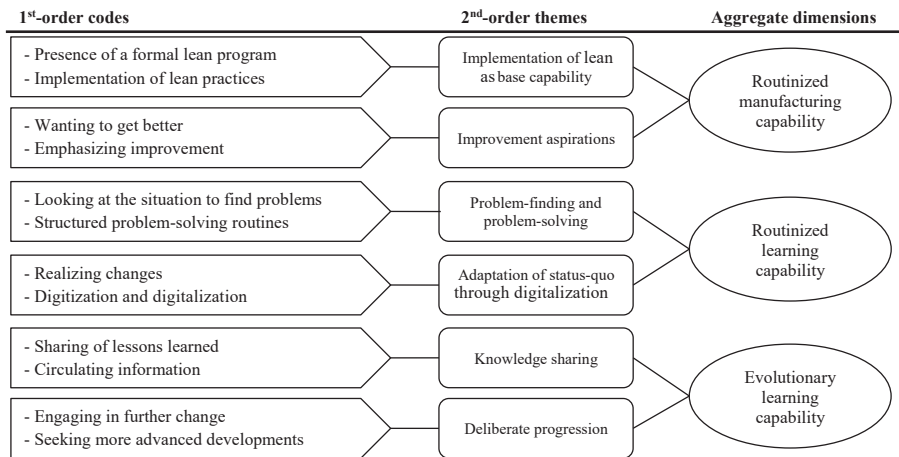 1st-order codes
2nd-order themes
Aggregate dimensions
- Presence of a formal lean program
- Implementation of lean practices
Implementation of lean
as base capability
- Wanting to get better
- Emphasizing improvement
Improvement aspirations
Routinized
manufacturing
capability
- Looking at the situation to find problems
- Structured problem-solving routines
Problem-finding and
problem-solving
- Realizing changes
- Digitization and digitalization
Adaptation of status-quo
through digitalization
Routinized
learning
capability
- Sharing of lessons learned
- Circulating information
Knowledge sharing
- Engaging in further change
- Seeking more advanced developments
Deliberate progression
Evolutionary
learning
capability